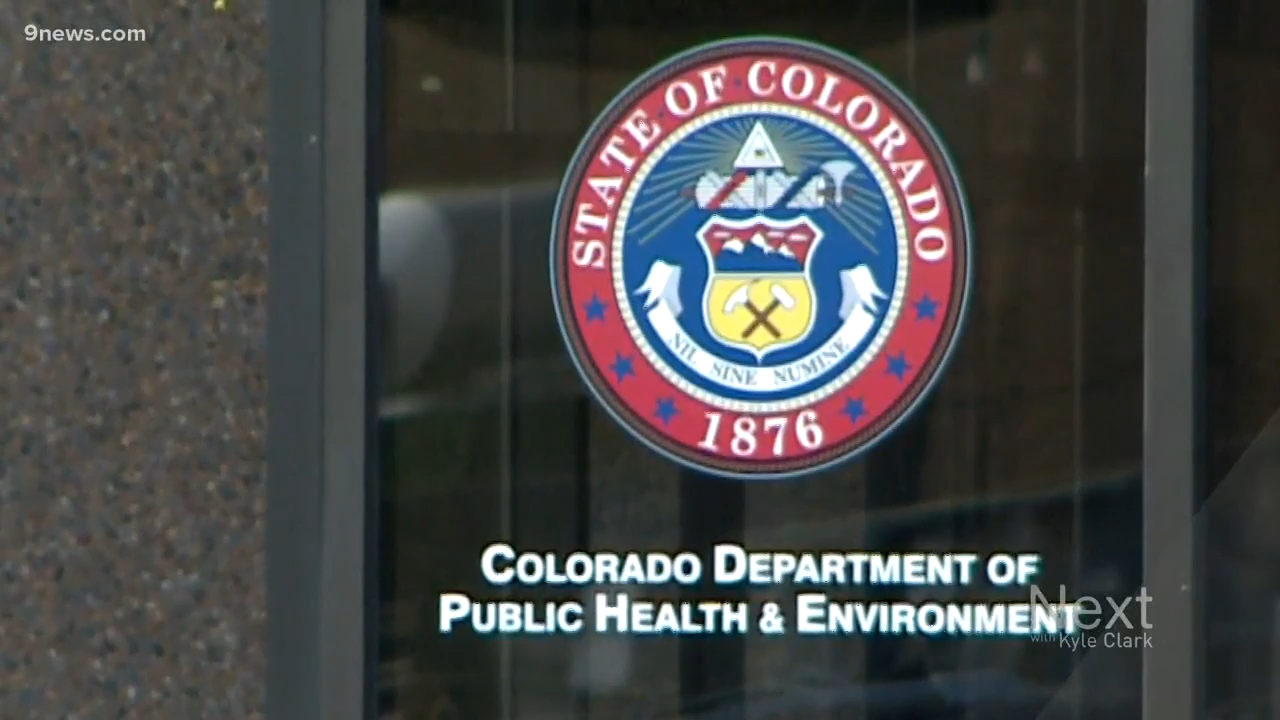 9news.com
STATE OF COLORADO
NIL SINE NUMINE
1876
COLORADO DEPARTMENT OF
PUBLIC HEALTH & ENVIRONMENT
Next
with Kyle Clark